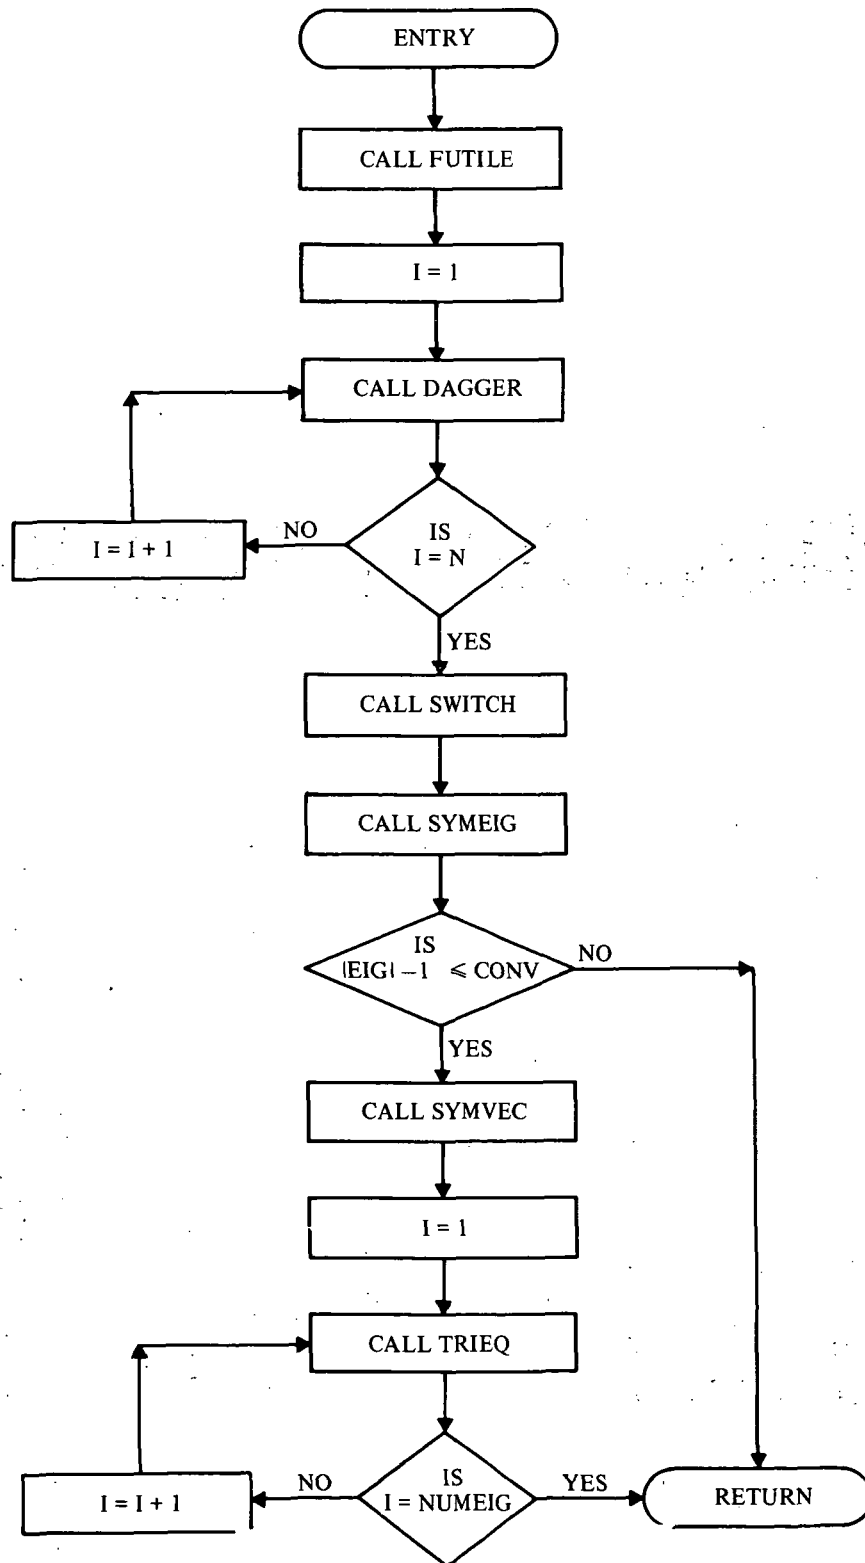 ENTRY
CALL FUTILE
I = 1
CALL DAGGER
IS
I = N
NO
I = I + 1
YES
CALL SWITCH
CALL SYMEIG
IS
|EIG| – 1 ≤ CONV
NO
YES
CALL SYMVEC
I = 1
CALL TRIEQ
IS
I = NUMEIG
NO
I = I + 1
YES
RETURN